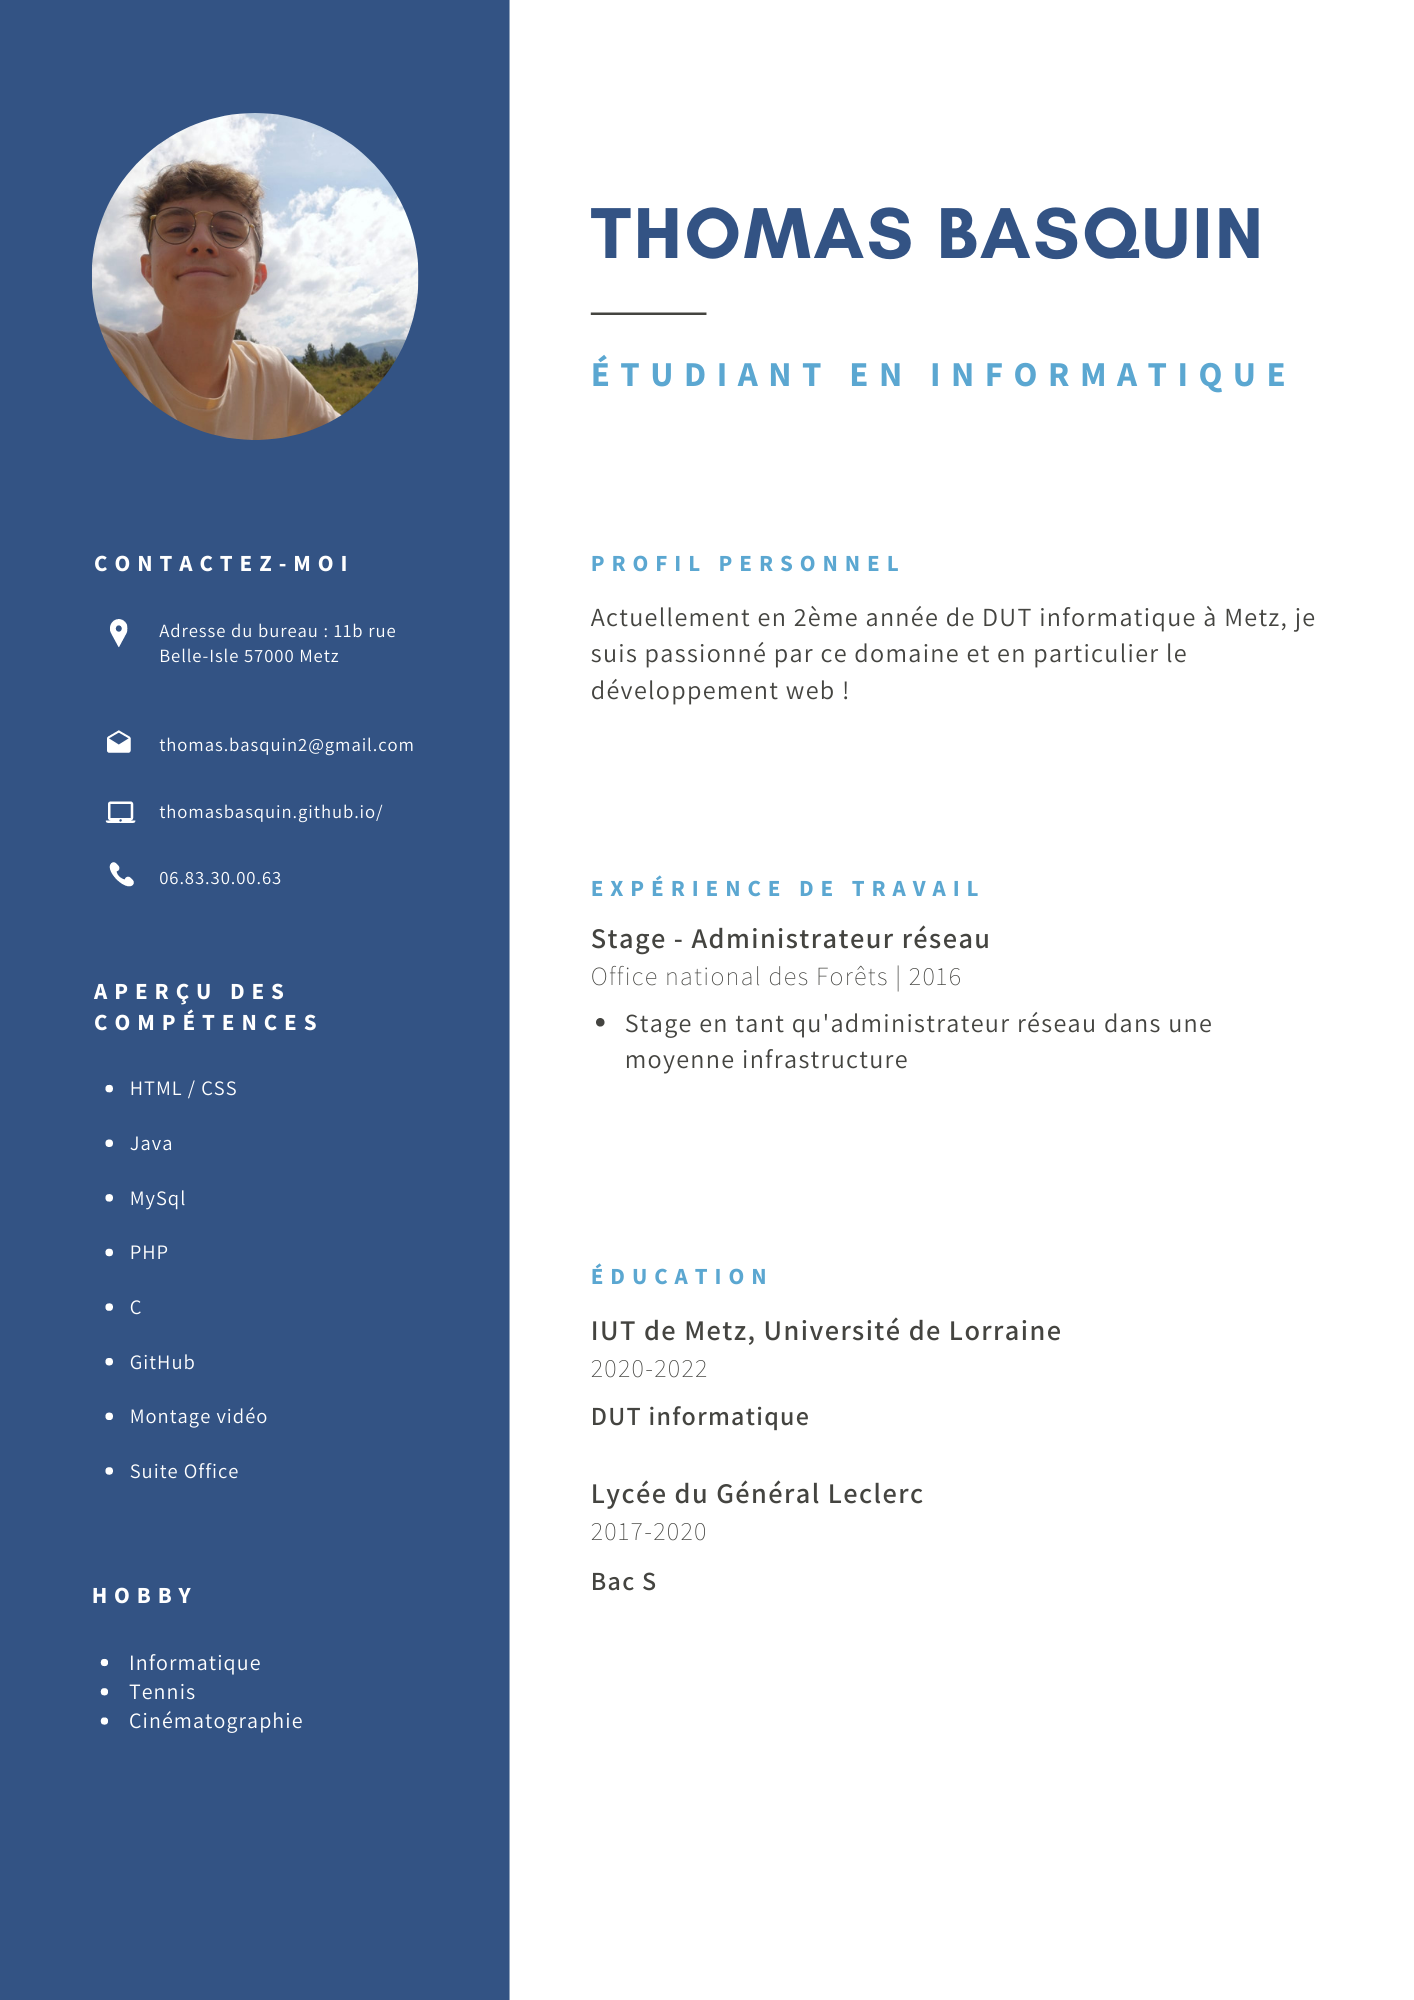 THOMAS BASQUIN
ÉTUDIANT EN INFORMATIQUE
CONTACTEZ-MOI
Adresse du bureau : 11b rue
Belle-Isle 57000 Metz
thomas.basquin2@gmail.com
thomasbasquin.github.io/
06.83.30.00.63
APERÇU DES
COMPÉTENCES
HTML / CSS
Java
MySql
PHP
C
GitHub
Montage vidéo
Suite Office
HOBBY
Informatique
Tennis
Cinématographie
PROFIL PERSONNEL
Actuellement en 2ème année de DUT informatique à Metz, je
suis passionné par ce domaine et en particulier le
développement web !
EXPÉRIENCE DE TRAVAIL
Stage - Administrateur réseau
Office national des Forêts | 2016
Stage en tant qu'administrateur réseau dans une
moyenne infrastructure
ÉDUCATION
IUT de Metz, Université de Lorraine
2020-2022
DUT informatique
Lycée du Général Leclerc
2017-2020
Bac S